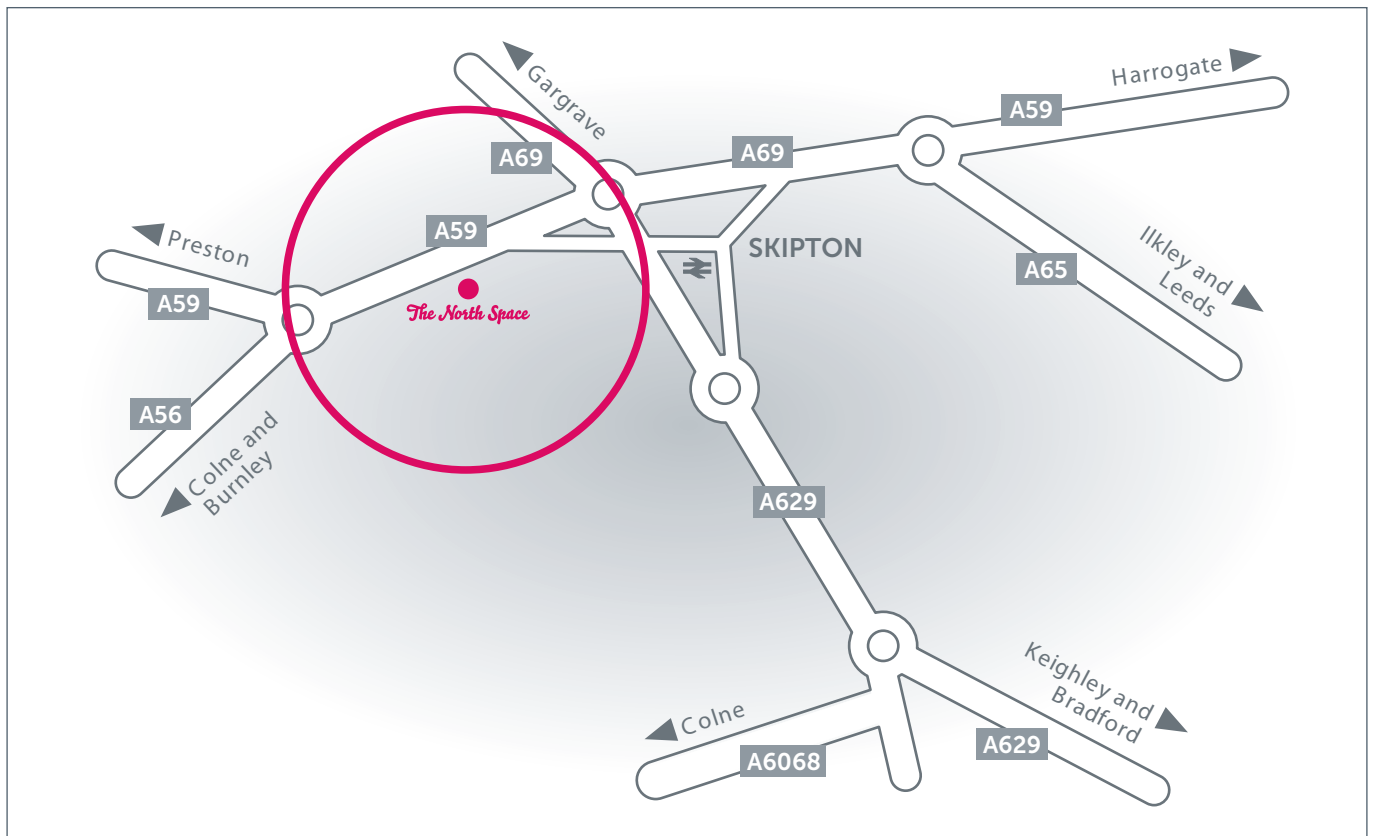 Gargrave
Harrogate
A59
A69
A69
A59
Preston
SKIPTON
Ilkley and
Leeds
A65
A59
The North Space
A56
Colne and
Burnley
A629
Keighley and
Bradford
Colne
A629
A6068